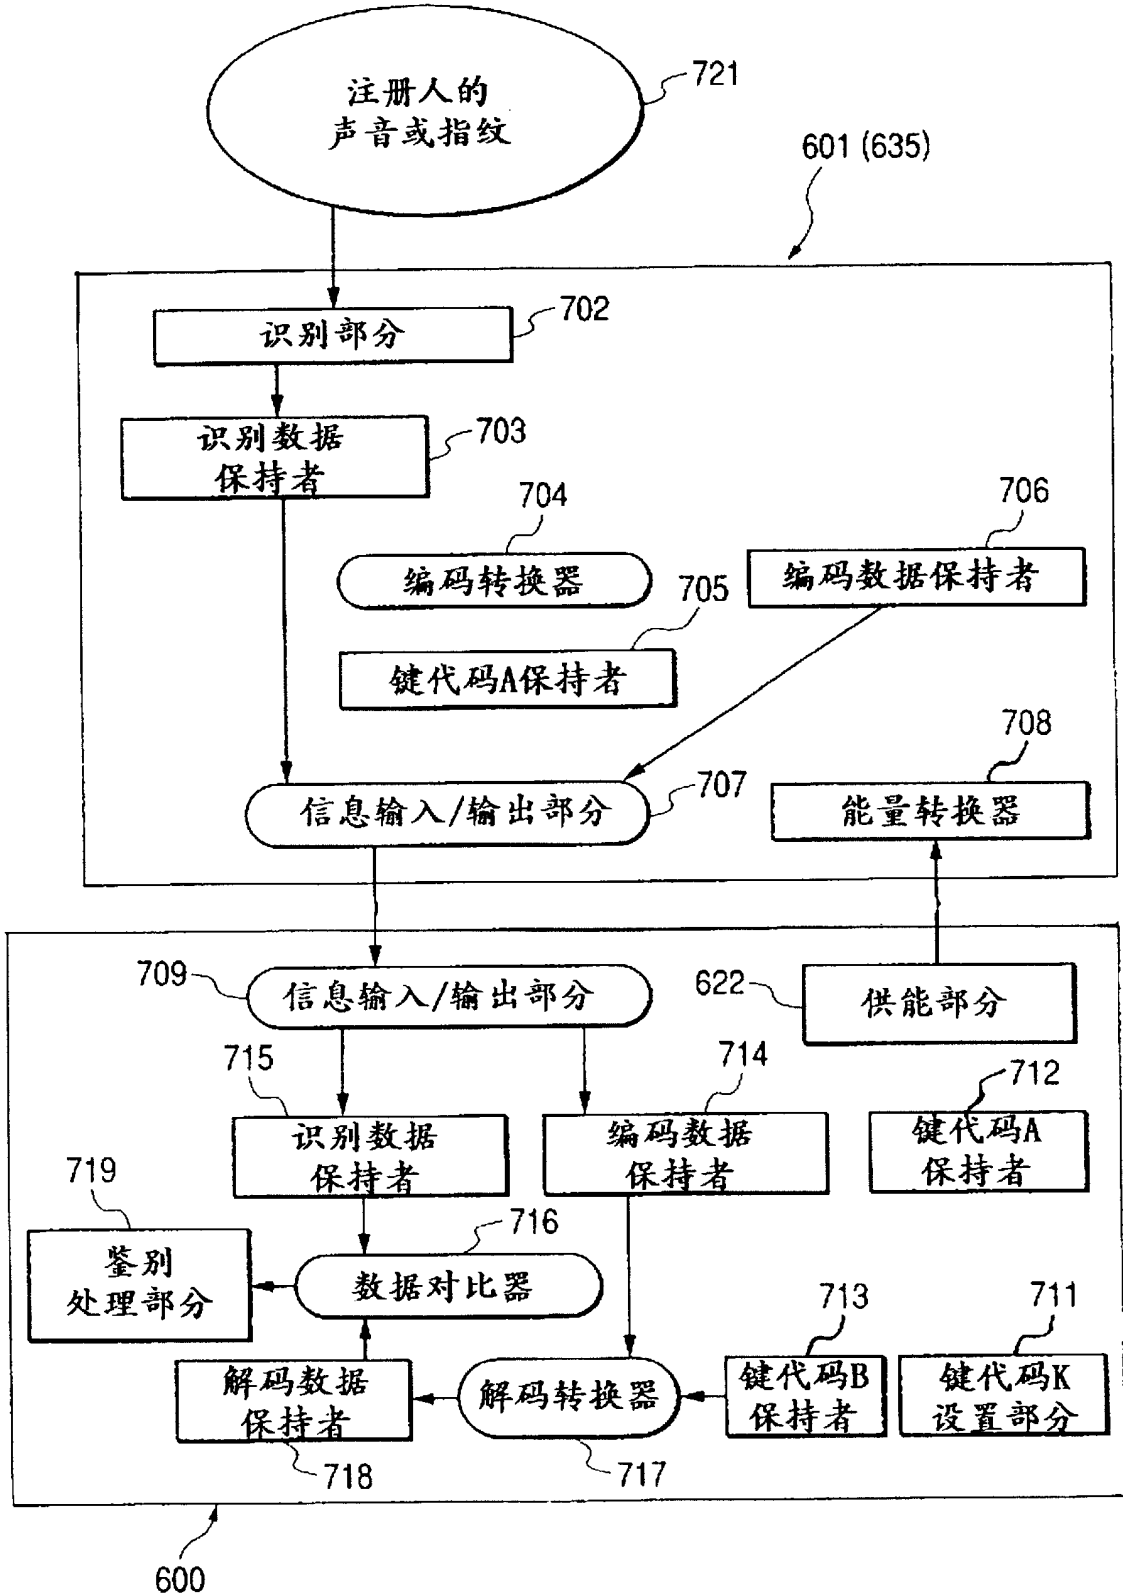 注册人的
声音或指纹
721
601 (635)
识别部分
702
识别数据
保持者
703
704
编码转换器
706
编码数据保持者
705
键代码A保持者
708
能量转换器
信息输入/输出部分
707
709
信息输入/输出部分
622
供能部分
715
识别数据
保持者
714
编码数据
保持者
712
键代码A
保持者
719
鉴别
处理部分
716
数据对比器
713
键代码B
保持者
711
键代码K
设置部分
解码数据
保持者
718
解码转换器
717
600